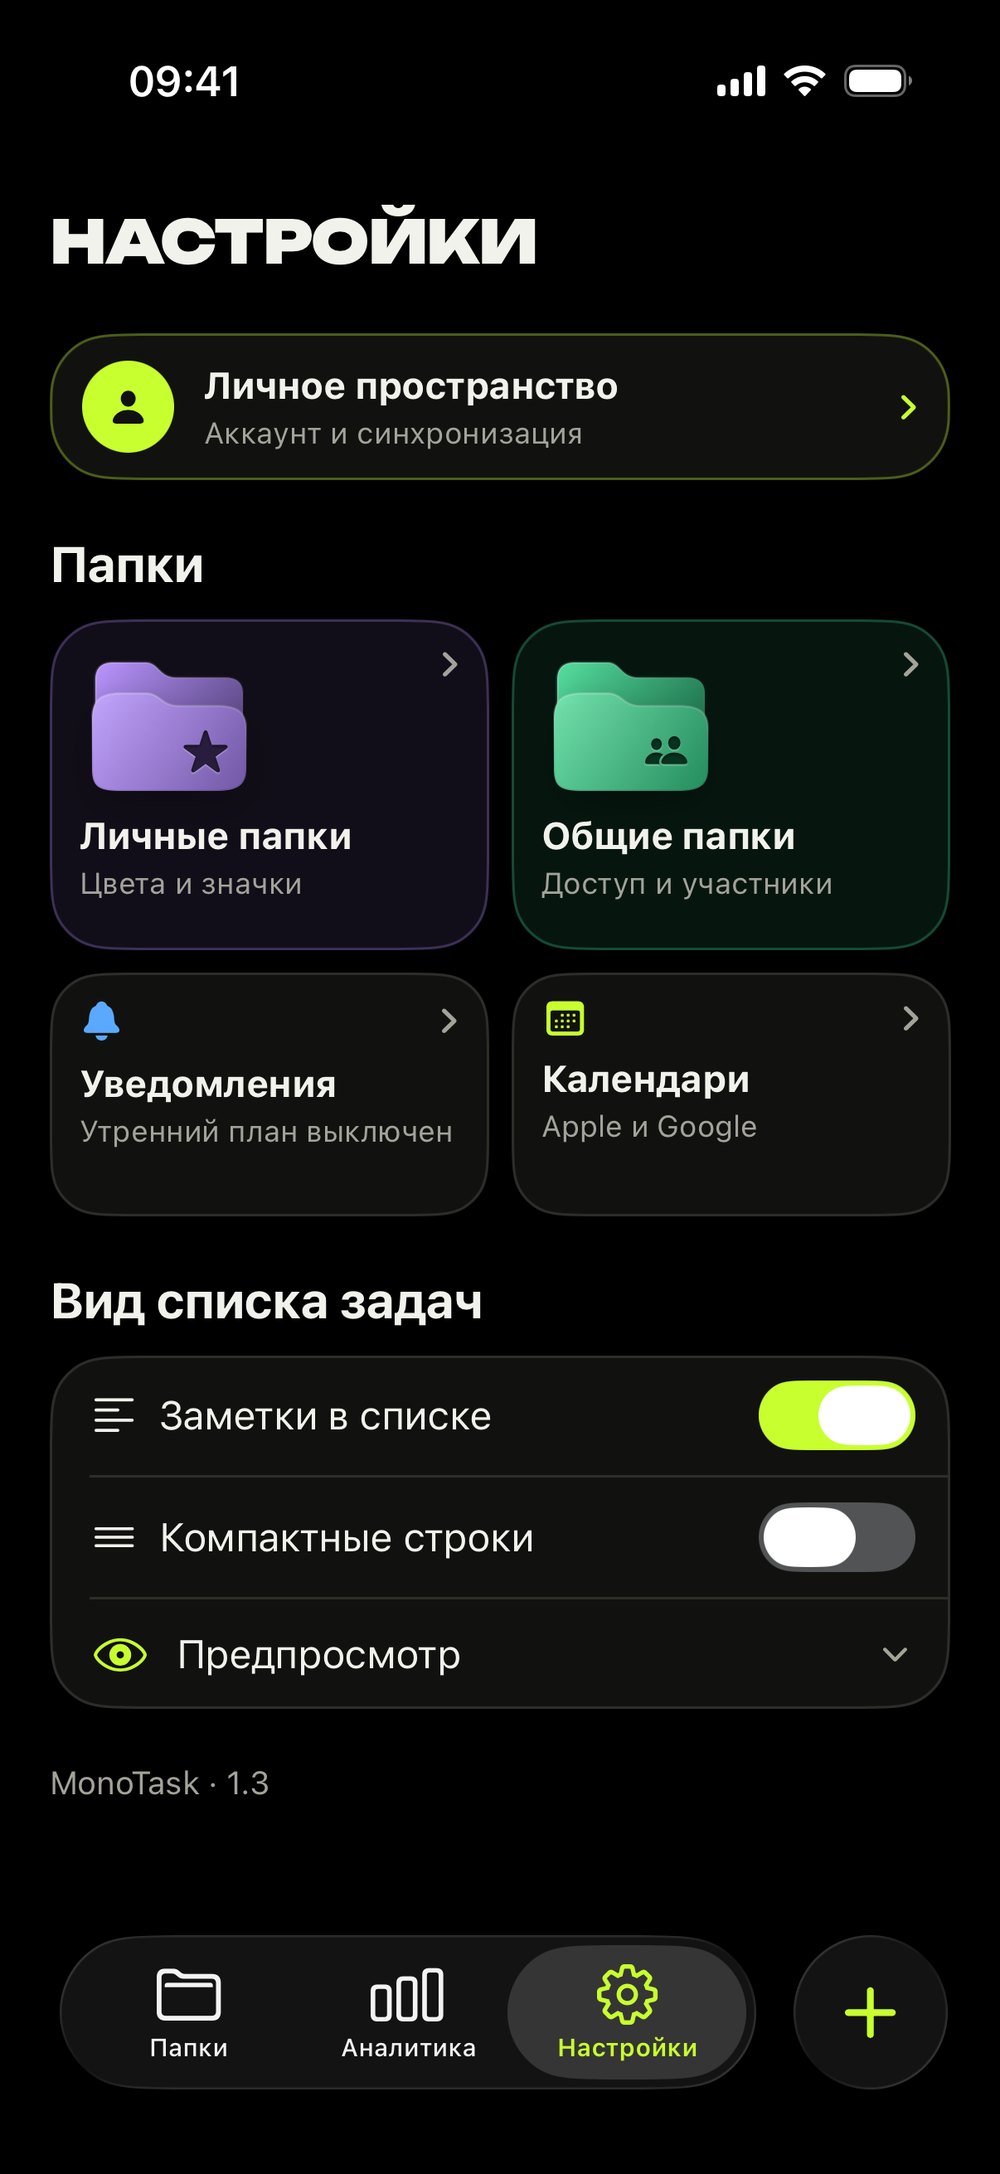 09:41
НАСТРОЙКИ
Личное пространство
Аккаунт и синхронизация
Папки
Личные папки
Цвета и значки
Общие папки
Доступ и участники
Уведомления
Утренний план выключен
Календари
Apple и Google
Вид списка задач
Заметки в списке
Компактные строки
Предпросмотр
MonoTask · 1.3
Папки
Аналитика
Настройки